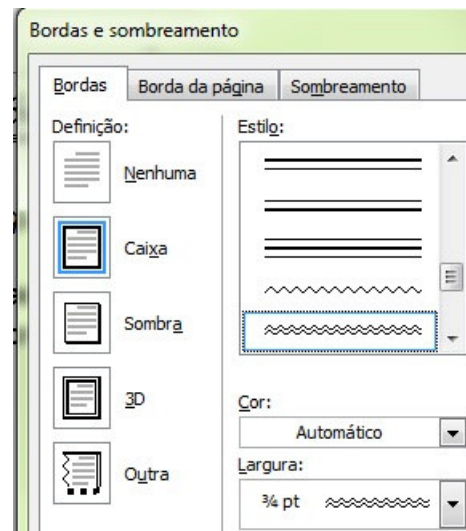 Bordas e sombreamento
Bordas
Borda da página
Sombreamento
Definição:
Nenhuma
Caixa
Sombra
3D
Outra
Estilo:
Cor:
Automático
Largura:
¾ pt